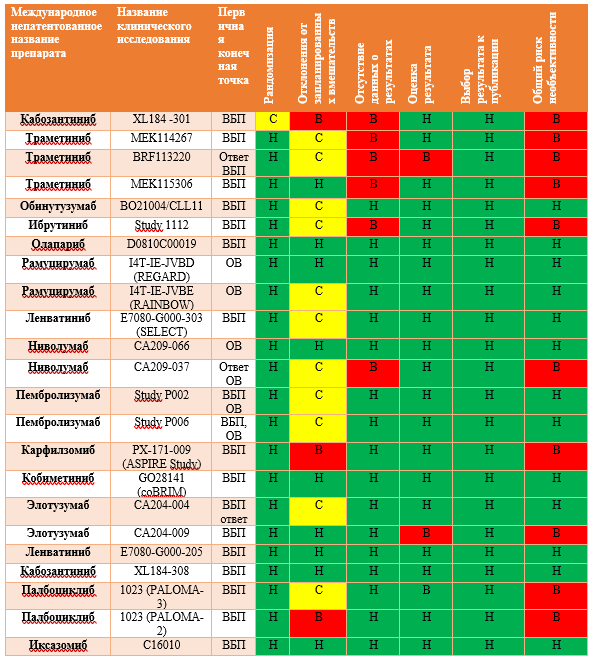 Международное непатентованное название препарата
Название клинического исследования
Первичная конечная точка
Рандомизация
Отклонения от запланированных вмешательств
Отсутствие данных о результатах
Оценка результата
Выбор результата к публикации
Общий риск необъективности
Кабозантиниб XL184 -301 ВБП С В В Н Н В
Траметиниб MEK114267 ВБП Н С В Н Н В
Траметиниб BRF113220 Ответ ВБП Н С В В Н В
Траметиниб MEK115306 ВБП Н Н В Н Н В
Обинутузумаб BO21004/CLL11 ВБП Н С Н Н Н Н
Ибрутиниб Study 1112 ВБП Н С В Н Н В
Олапариб D0810C00019 ВБП Н Н Н Н Н Н
Рамуцирумаб I4T-IE-JVBD (REGARD) ОВ Н Н Н Н Н Н
Рамуцирумаб I4T-IE-JVBE (RAINBOW) ОВ Н С Н Н Н Н
Ленватиниб E7080-G000-303 (SELECT) ВБП Н С Н Н Н Н
Ниволумаб CA209-066 ОВ Н Н Н Н Н Н
Ниволумаб CA209-037 Ответ ОВ Н С В Н Н В
Пембролизумаб Study P002 ВБП ОВ Н С Н Н Н Н
Пембролизумаб Study P006 ВБП, ОВ Н С Н Н Н Н
Карфилзомиб PX-171-009 (ASPIRE Study) ВБП Н В Н Н Н В
Кобиметиниб GO28141 (coBRIM) ВБП Н Н Н Н Н Н
Элотузумаб CA204-004 ВБП ответ Н С Н Н Н Н
Элотузумаб CA204-009 ВБП Н Н Н В Н В
Ленватиниб E7080-G000-205 ВБП Н Н Н Н Н Н
Кабозантиниб XL184-308 ВБП Н Н Н Н Н Н
Палбоциклиб 1023 (PALOMA-3) ВБП Н С Н В Н В
Палбоциклиб 1023 (PALOMA-2) ВБП Н В Н Н Н В
Иксазомиб C16010 ВБП Н Н Н Н Н Н